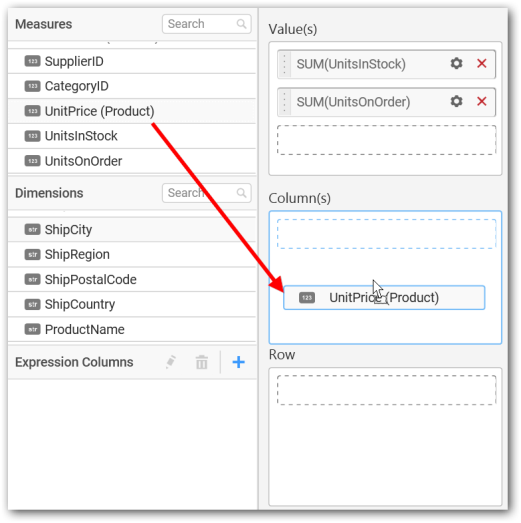 Measures
Search
123 SupplierID
123 CategoryID
123 UnitPrice (Product)
123 UnitsInStock
123 UnitsOnOrder
Dimensions
Search
str ShipCity
str ShipRegion
str ShipPostalCode
str ShipCountry
str ProductName
Expression Columns
Value(s)
SUM(UnitsInStock)
SUM(UnitsOnOrder)
Column(s)
123 UnitPrice (Product)
Row